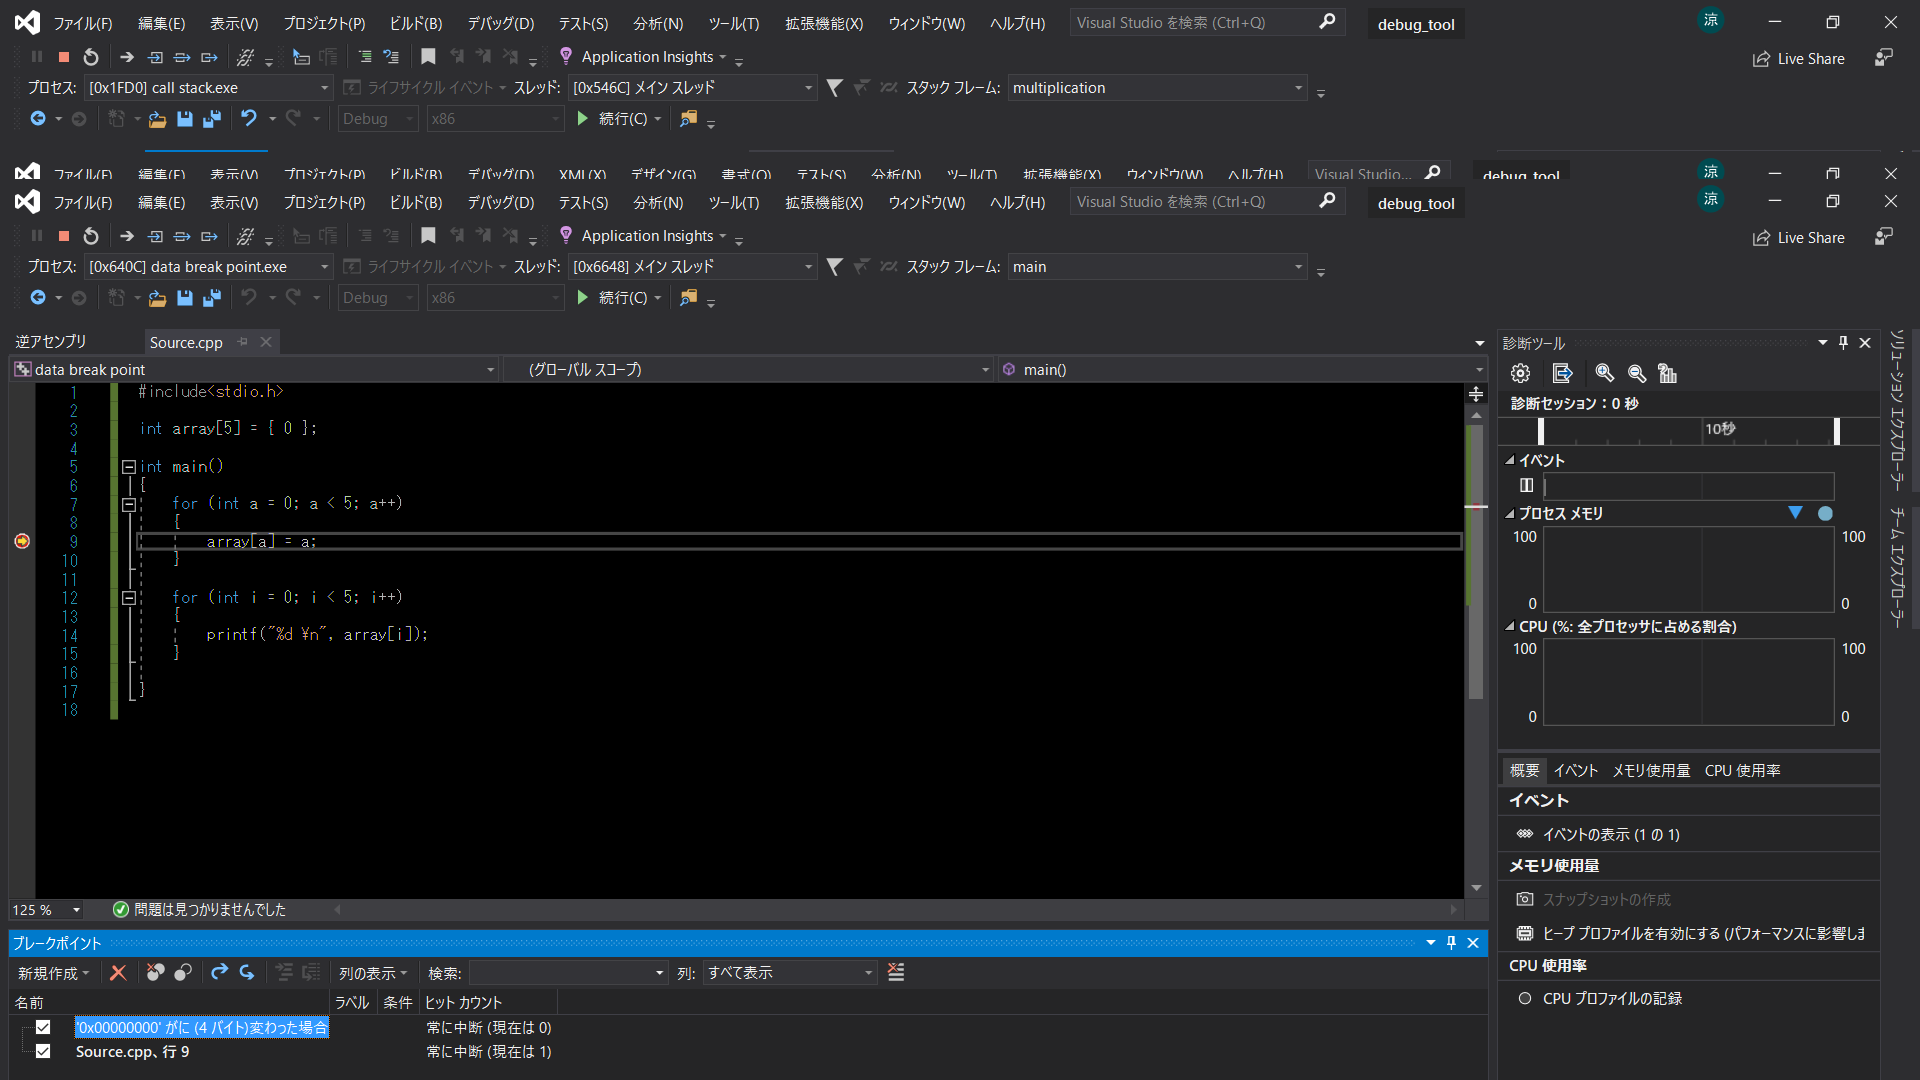 ファイル(F) 編集(E) 表示(V) プロジェクト(P) ビルド(B) デバッグ(D) テスト(S) 分析(N) ツール(T) 拡張機能(X) ウィンドウ(W) ヘルプ(H) Visual Studio を検索 (Ctrl+Q) debug_tool 涼
Application Insights Live Share
プロセス: [0x1FD0] call stack.exe ライフサイクル イベント スレッド: [0x546C] メイン スレッド スタック フレーム: multiplication
Debug x86 続行(C)
ファイル(F) 編集(E) 表示(V) プロジェクト(P) ビルド(B) デバッグ(D) XML(X) デザイン(G) 書式(O) テスト(S) 分析(N) ツール(T) 拡張機能(X) ウィンドウ(W) ヘルプ(H) Visual Studio... debug_tool 涼
ファイル(F) 編集(E) 表示(V) プロジェクト(P) ビルド(B) デバッグ(D) テスト(S) 分析(N) ツール(T) 拡張機能(X) ウィンドウ(W) ヘルプ(H) Visual Studio を検索 (Ctrl+Q) debug_tool 涼
Application Insights Live Share
プロセス: [0x640C] data break point.exe ライフサイクル イベント スレッド: [0x6648] メイン スレッド スタック フレーム: main
Debug x86 続行(C)
逆アセンブリ Source.cpp
data break point (グローバル スコープ) main()
1 #include<stdio.h>
2
3 int array[5] = { 0 };
4
5 int main()
6 {
7 for (int a = 0; a < 5; a++)
8 {
9 array[a] = a;
10 }
11
12 for (int i = 0; i < 5; i++)
13 {
14 printf("%d ¥n", array[i]);
15 }
16
17 }
18
125 % 問題は見つかりませんでした
ブレークポイント
新規作成 列の表示 検索: 列: すべて表示
名前 ラベル 条件 ヒット カウント
'0x00000000' がに (4 バイト)変わった場合 常に中断 (現在は 0)
Source.cpp、行 9 常に中断 (現在は 1)
診断ツール
診断セッション：0 秒
10秒
イベント
プロセス メモリ
100 100
0 0
CPU (%: 全プロセッサに占める割合)
100 100
0 0
概要 イベント メモリ使用量 CPU 使用率
イベント
イベントの表示 (1 の 1)
メモリ使用量
スナップショットの作成
ヒープ プロファイルを有効にする (パフォーマンスに影響しま
CPU 使用率
CPU プロファイルの記録
ソリューション エクスプローラー
チーム エクスプローラー